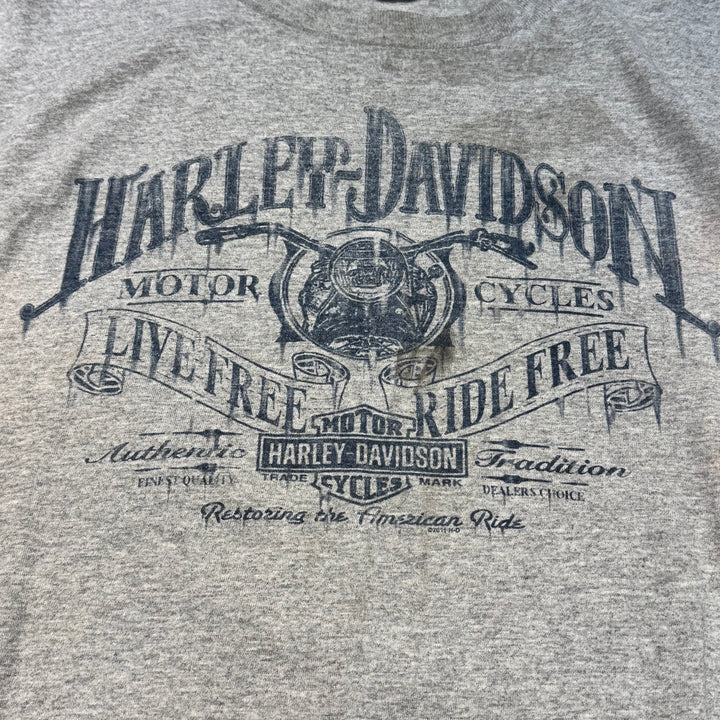 HARLEY-DAVIDSON
MOTOR CYCLES
LIVE FREE RIDE FREE
MOTOR
Authentic HARLEY-DAVIDSON Tradition
FINEST QUALITY TRADE CYCLES MARK DEALERS CHOICE
Restoring the American Ride
©2011 H-D